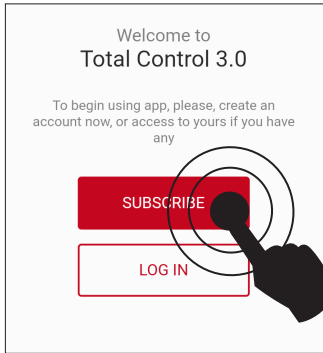 Welcome to
Total Control 3.0
To begin using app, please, create an
account now, or access to yours if you have
any
SUBSCRIBE
LOG IN